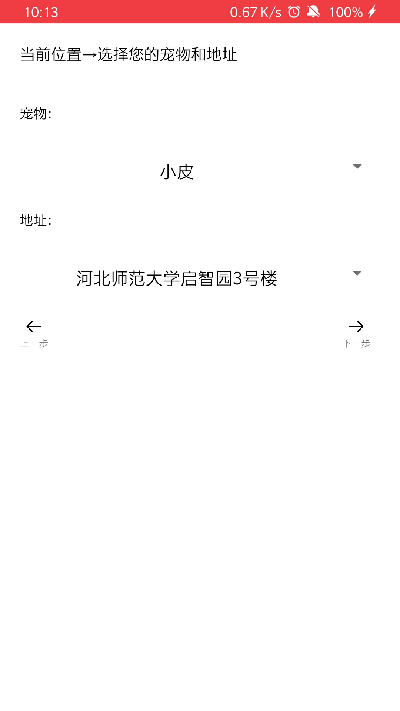 10:13 0.67 K/s 100%
当前位置→选择您的宠物和地址
宠物:
小皮
地址:
河北师范大学启智园3号楼
上一步 下一步